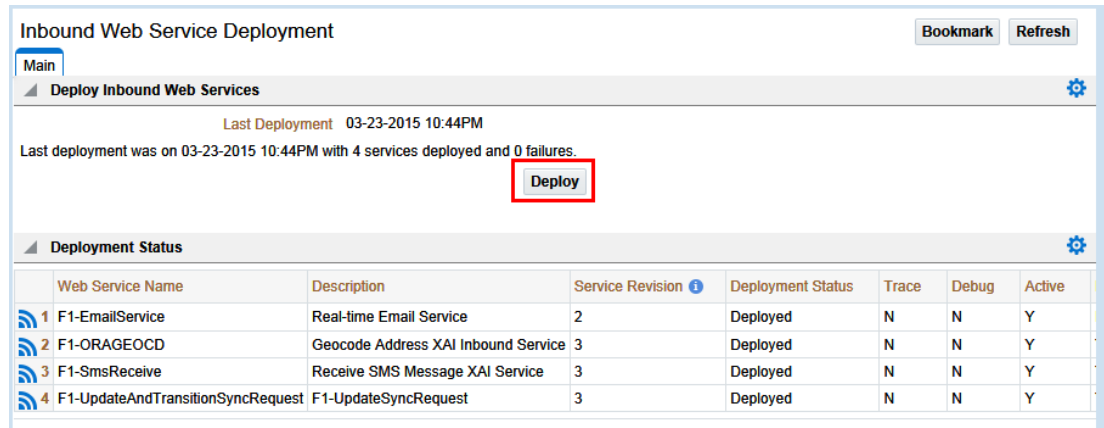 Inbound Web Service Deployment Bookmark Refresh
Main
Deploy Inbound Web Services
Last Deployment 03-23-2015 10:44PM
Last deployment was on 03-23-2015 10:44PM with 4 services deployed and 0 failures.
Deploy
Deployment Status
Web Service Name Description Service Revision Deployment Status Trace Debug Active
1 F1-EmailService Real-time Email Service 2 Deployed N N Y
2 F1-ORAGEOCD Geocode Address XAI Inbound Service 3 Deployed N N Y
3 F1-SmsReceive Receive SMS Message XAI Service 3 Deployed N N Y
4 F1-UpdateAndTransitionSyncRequest F1-UpdateSyncRequest 3 Deployed N N Y